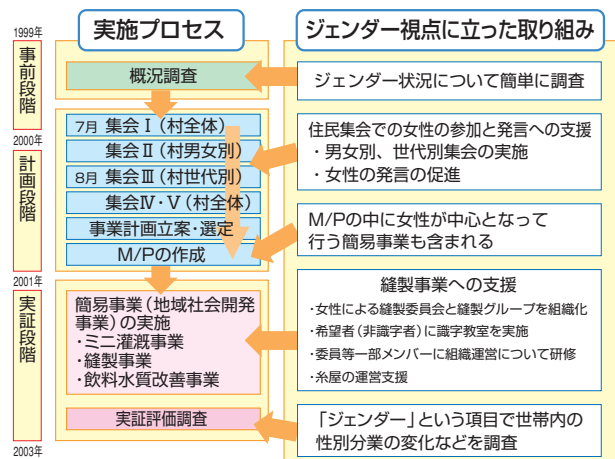 実施プロセス
ジェンダー視点に立った取り組み
1999年
事前段階
2000年
計画段階
2001年
実証段階
2003年
概況調査
7月 集会Ⅰ(村全体)
集会Ⅱ(村男女別)
8月 集会Ⅲ(村世代別)
集会Ⅳ・Ⅴ(村全体)
事業計画立案・選定
M/Pの作成
簡易事業(地域社会開発
事業)の実施
・ミニ灌漑事業
・縫製事業
・飲料水質改善事業
実証評価調査
ジェンダー状況について簡単に調査
住民集会での女性の参加と発言への支援
・男女別、世代別集会の実施
・女性の発言の促進
M/Pの中に女性が中心となって
行う簡易事業も含まれる
縫製事業への支援
・女性による縫製委員会と縫製グループを組織化
・希望者(非識字者)に識字教室を実施
・委員等一部メンバーに組織運営について研修
・糸屋の運営支援
「ジェンダー」という項目で世帯内の
性別分業の変化などを調査